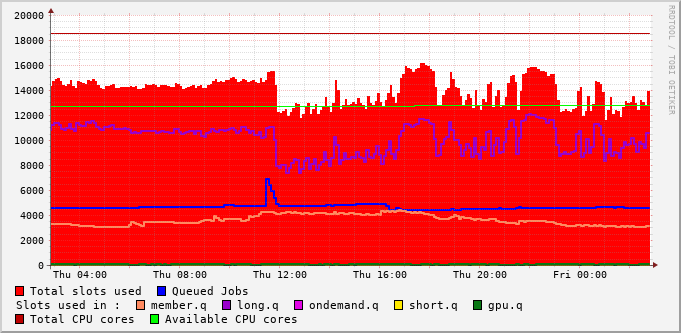 20000
18000
16000
14000
12000
10000
8000
6000
4000
2000
0
Thu 04:00 Thu 08:00 Thu 12:00 Thu 16:00 Thu 20:00 Fri 00:00
RRDTOOL / TOBI OETIKER
Total slots used Queued Jobs
Slots used in : member.q long.q ondemand.q short.q gpu.q
Total CPU cores Available CPU cores